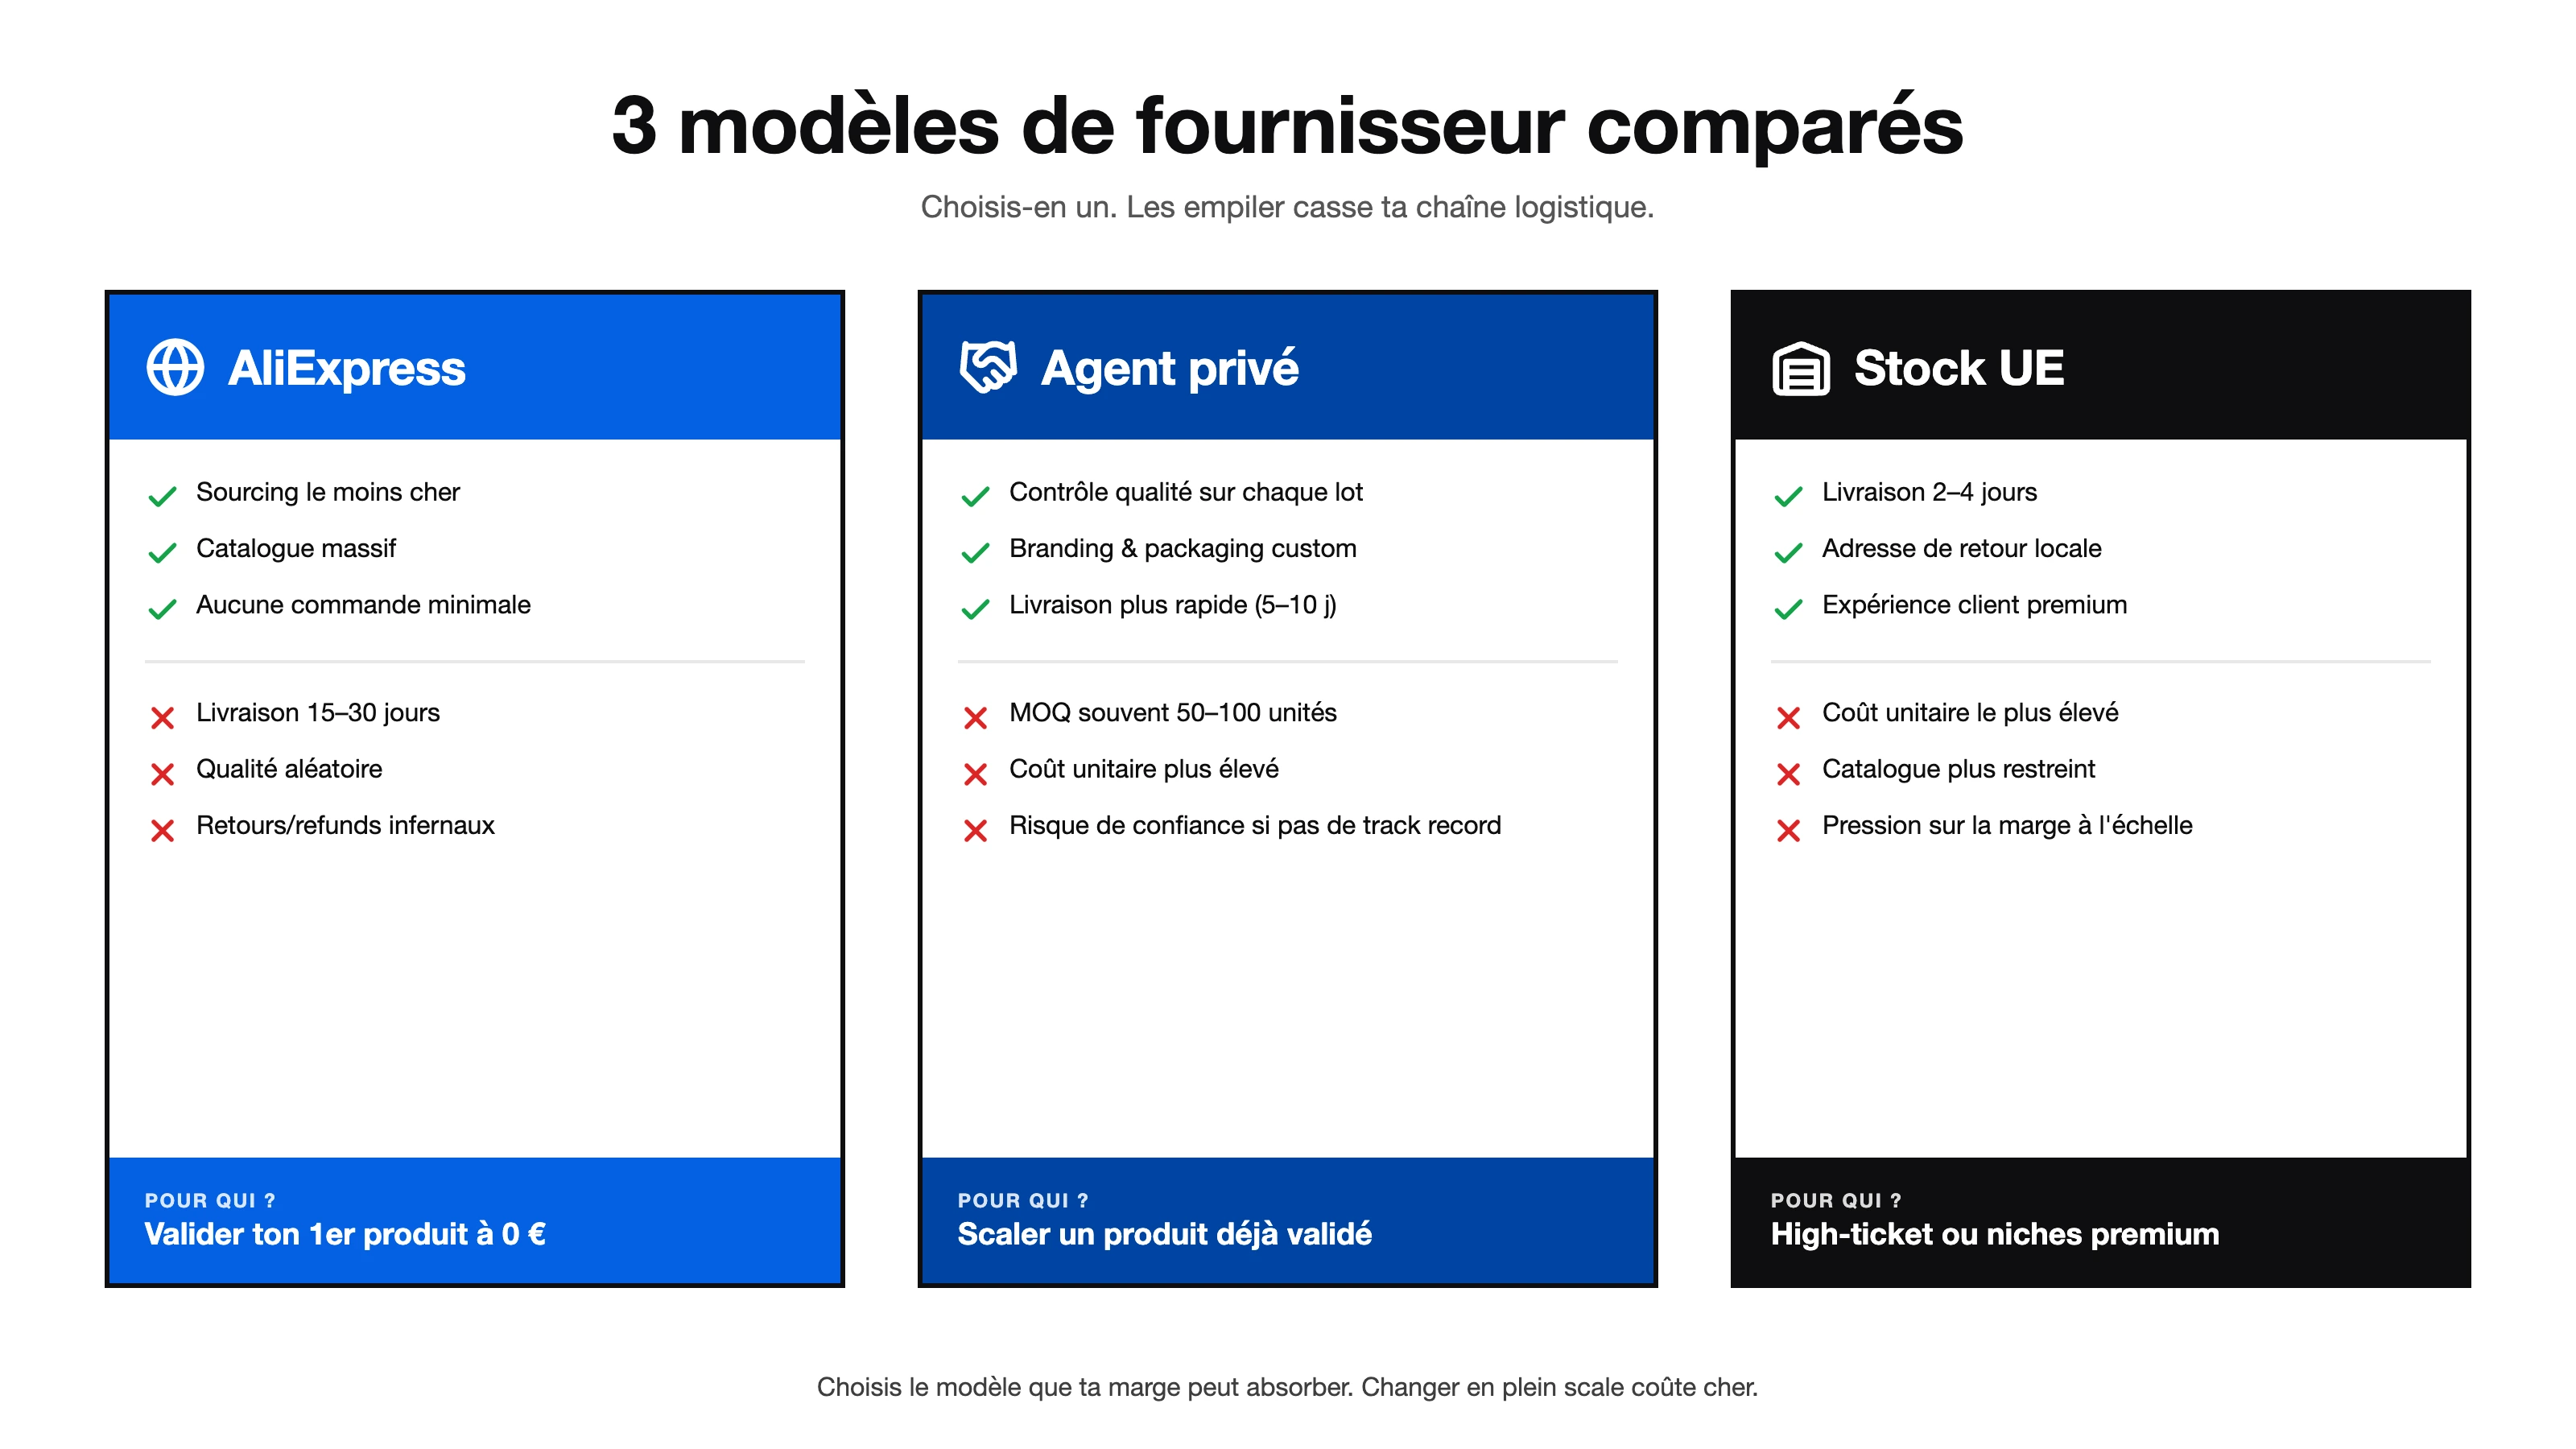 3 modèles de fournisseur comparés
Choisis-en un. Les empiler casse ta chaîne logistique.
AliExpress
Sourcing le moins cher
Catalogue massif
Aucune commande minimale
Livraison 15–30 jours
Qualité aléatoire
Retours/refunds infernaux
POUR QUI ?
Valider ton 1er produit à 0 €
Agent privé
Contrôle qualité sur chaque lot
Branding & packaging custom
Livraison plus rapide (5–10 j)
MOQ souvent 50–100 unités
Coût unitaire plus élevé
Risque de confiance si pas de track record
POUR QUI ?
Scaler un produit déjà validé
Stock UE
Livraison 2–4 jours
Adresse de retour locale
Expérience client premium
Coût unitaire le plus élevé
Catalogue plus restreint
Pression sur la marge à l'échelle
POUR QUI ?
High-ticket ou niches premium
Choisis le modèle que ta marge peut absorber. Changer en plein scale coûte cher.